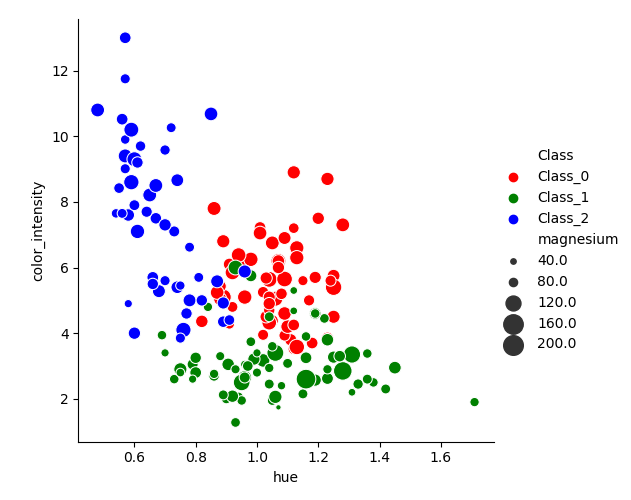 12
10
8
6
4
2
color_intensity
0.6 0.8 1.0 1.2 1.4 1.6
hue
Class
Class_0
Class_1
Class_2
magnesium
40.0
80.0
120.0
160.0
200.0